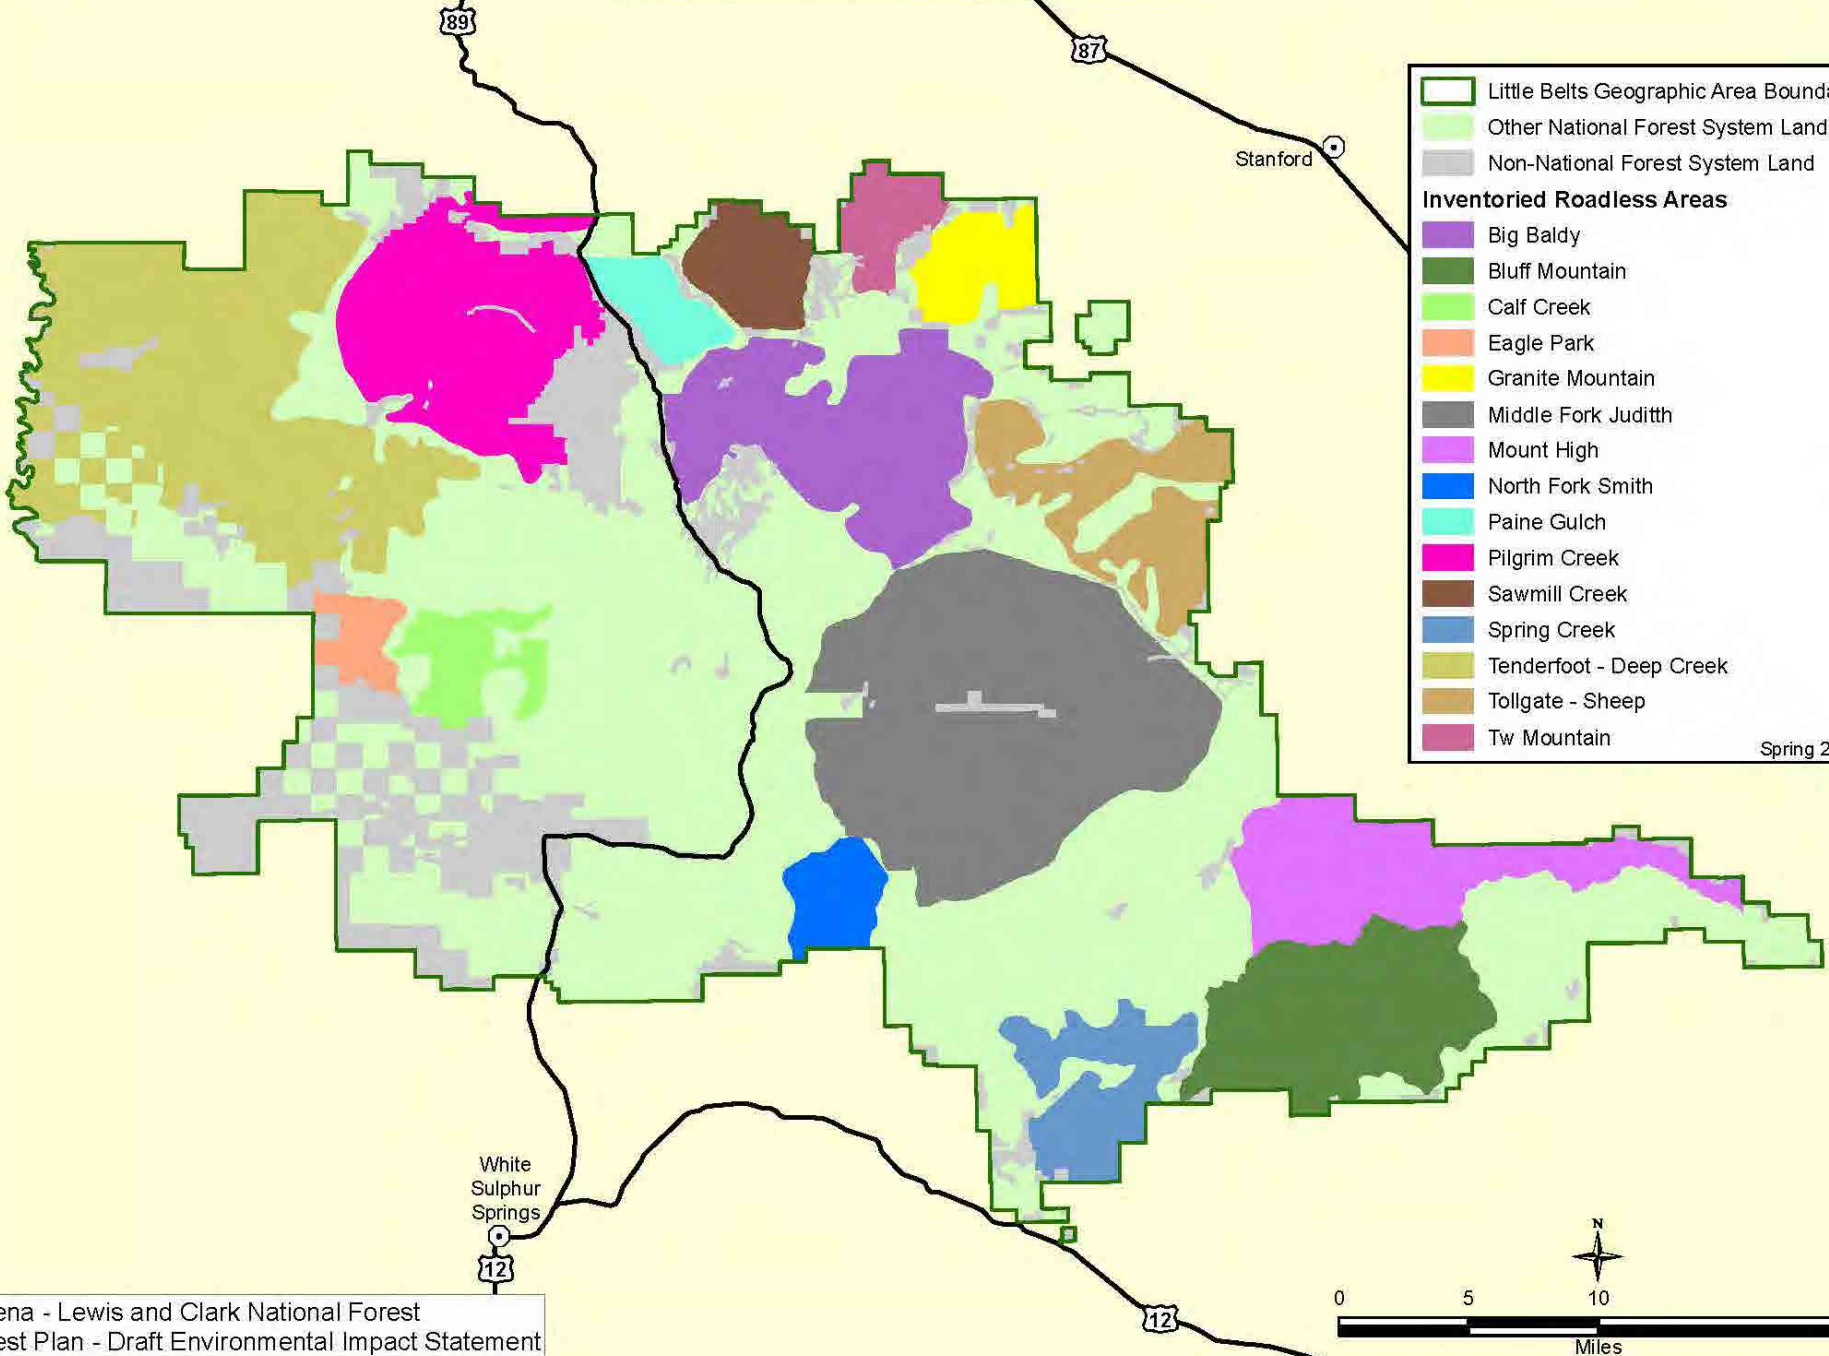 89
87
Stanford
Little Belts Geographic Area
Other National Forest System Land
Non-National Forest System Land
Inventoried Roadless Areas
Big Baldy
Bluff Mountain
Calf Creek
Eagle Park
Granite Mountain
Middle Fork Judith
Mount High
North Fork Smith
Paine Gulch
Pilgrim Creek
Sawmill Creek
Spring Creek
Tenderfoot - Deep Creek
Tollgate - Sheep
Tw Mountain
Spring 2
White
Sulphur
Springs
12
12
N
0 5 10
Miles
ena - Lewis and Clark National Forest
est Plan - Draft Environmental Impact Statement